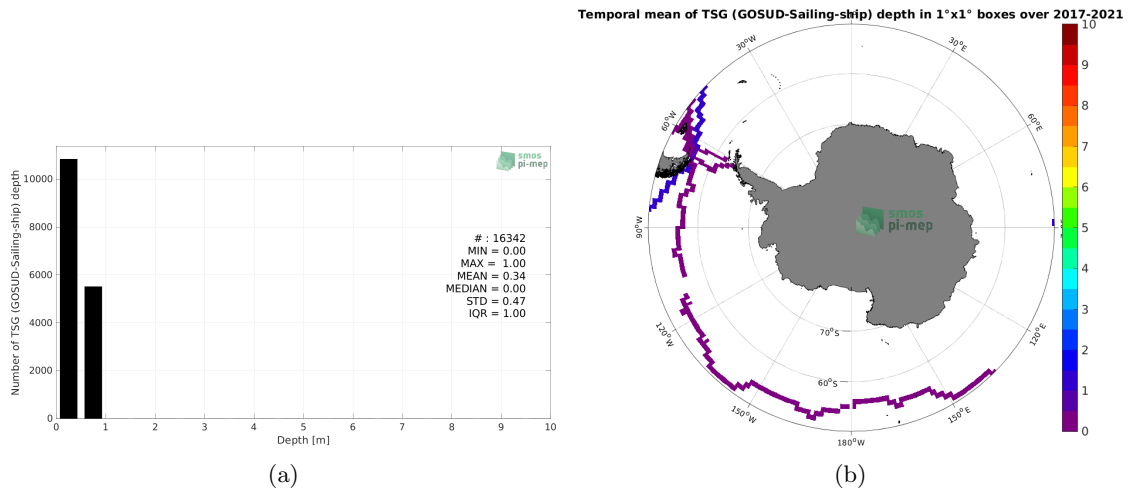 Temporal mean of TSG (GOSUD-Sailing-ship) depth in 1°x1° boxes over 2017-2021
Number of TSG (GOSUD-Sailing-ship) depth
10000
8000
6000
4000
2000
0
smos
pi-mep
# : 16342
MIN = 0.00
MAX = 1.00
MEAN = 0.34
MEDIAN = 0.00
STD = 0.47
IQR = 1.00
0 1 2 3 4 5 6 7 8 9 10
Depth [m]
(a)
30°W
30°E
60°W
60°E
90°W
120°W
120°E
150°W
150°E
180°W
70°S
60°S
smos
pi-mep
10
9
8
7
6
5
4
3
2
1
0
(b)